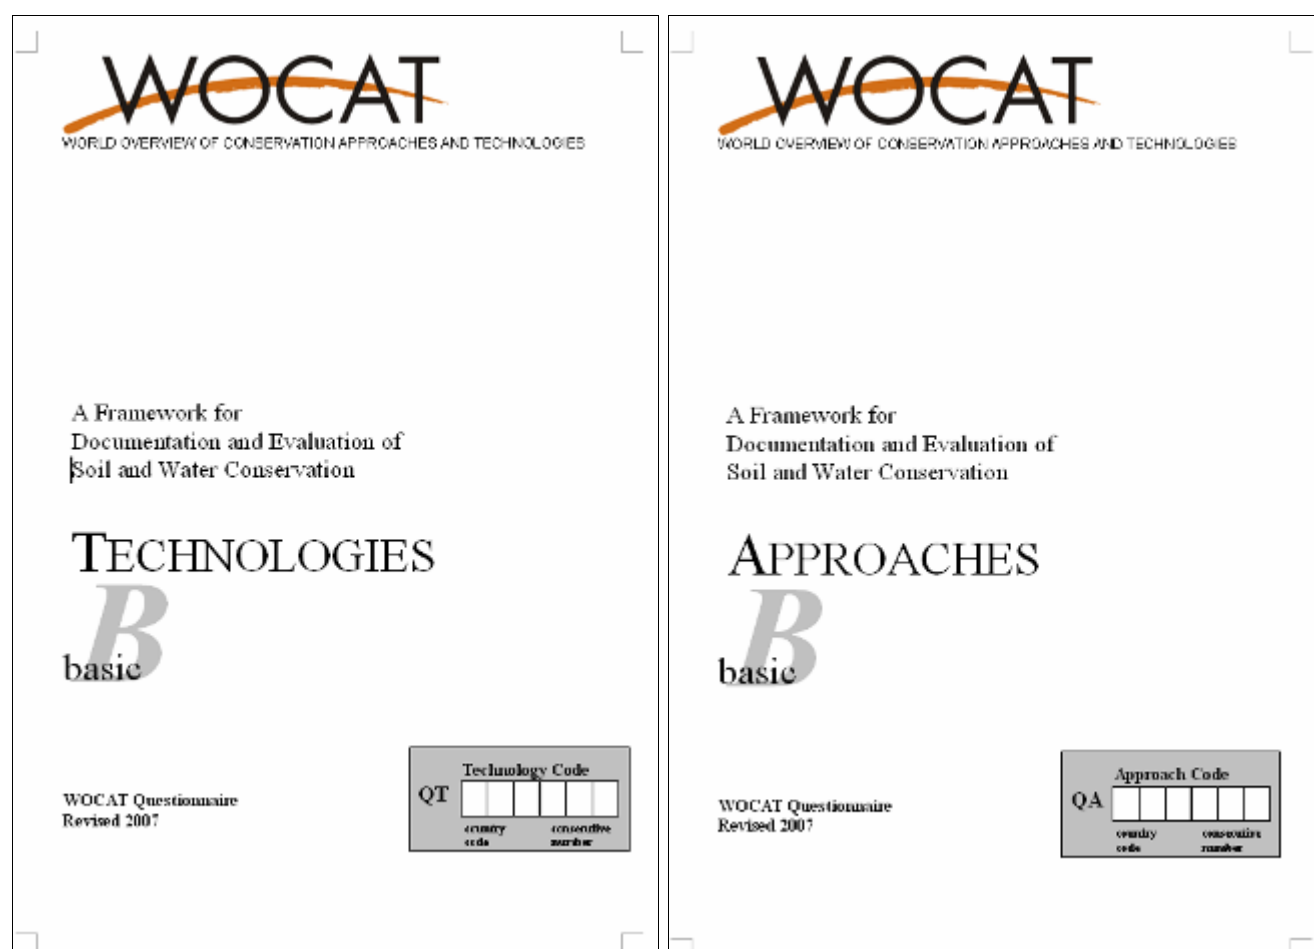 WOCAT
WORLD OVERVIEW OF CONSERVATION APPROACHES AND TECHNOLOGIES
A Framework for
Documentation and Evaluation of
Soil and Water Conservation
TECHNOLOGIES
B
basic
WOCAT Questionnaire
Revised 2007
Technology Code
QT
country consecutive
code number
WOCAT
WORLD OVERVIEW OF CONSERVATION APPROACHES AND TECHNOLOGIES
A Framework for
Documentation and Evaluation of
Soil and Water Conservation
APPROACHES
B
basic
WOCAT Questionnaire
Revised 2007
Approach Code
QA
country consecutive
code number